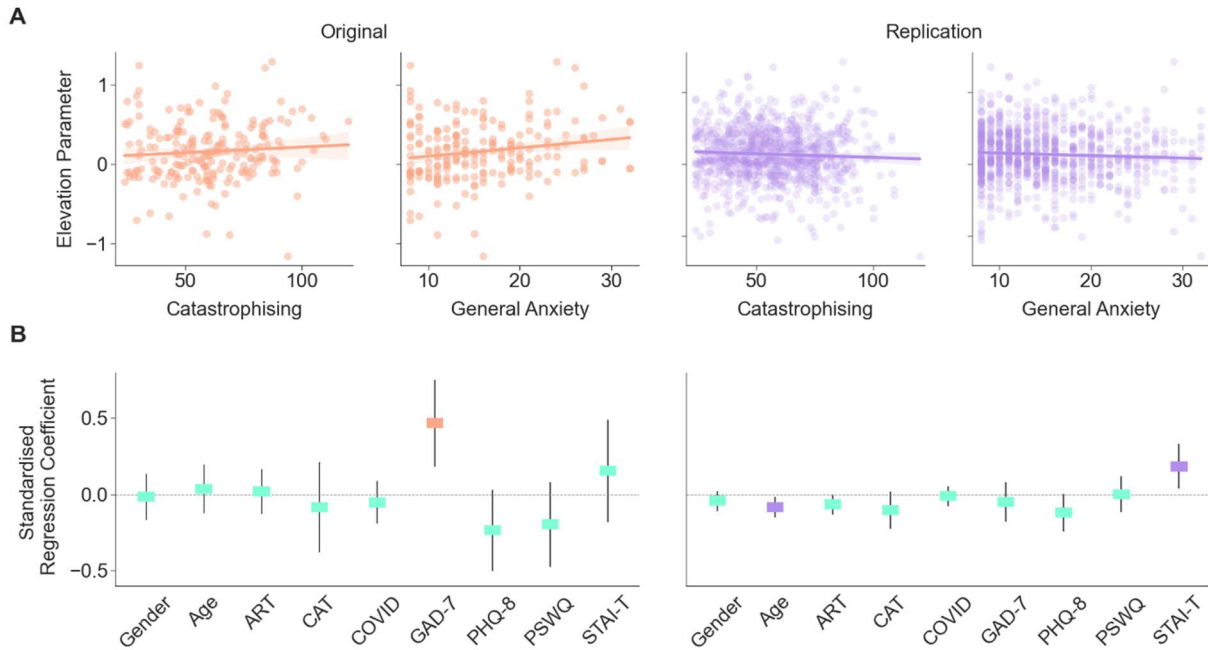 A
Original
Replication
Elevation Parameter
1
0
−1
50
100
10
20
30
50
100
10
20
30
Catastrophising
General Anxiety
Catastrophising
General Anxiety
B
Standardised
Regression Coefficient
0.5
0.0
−0.5
Gender
Age
ART
CAT
COVID
GAD-7
PHQ-8
PSWQ
STAI-T
Gender
Age
ART
CAT
COVID
GAD-7
PHQ-8
PSWQ
STAI-T